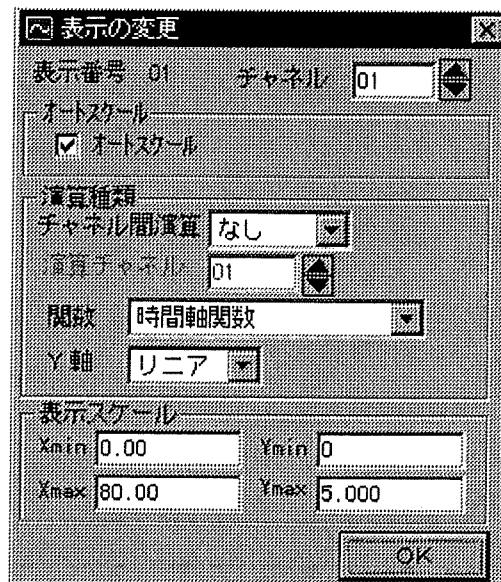 表示の変更
表示番号 01 チャネル 01
オートスケール
オートスケール
演算種類
チャネル間演算 なし
演算チャネル 01
関数 時間軸関数
Y軸 リニア
表示スケール
Xmin 0.00 Ymin 0
Xmax 80.00 Ymax 5.000
OK